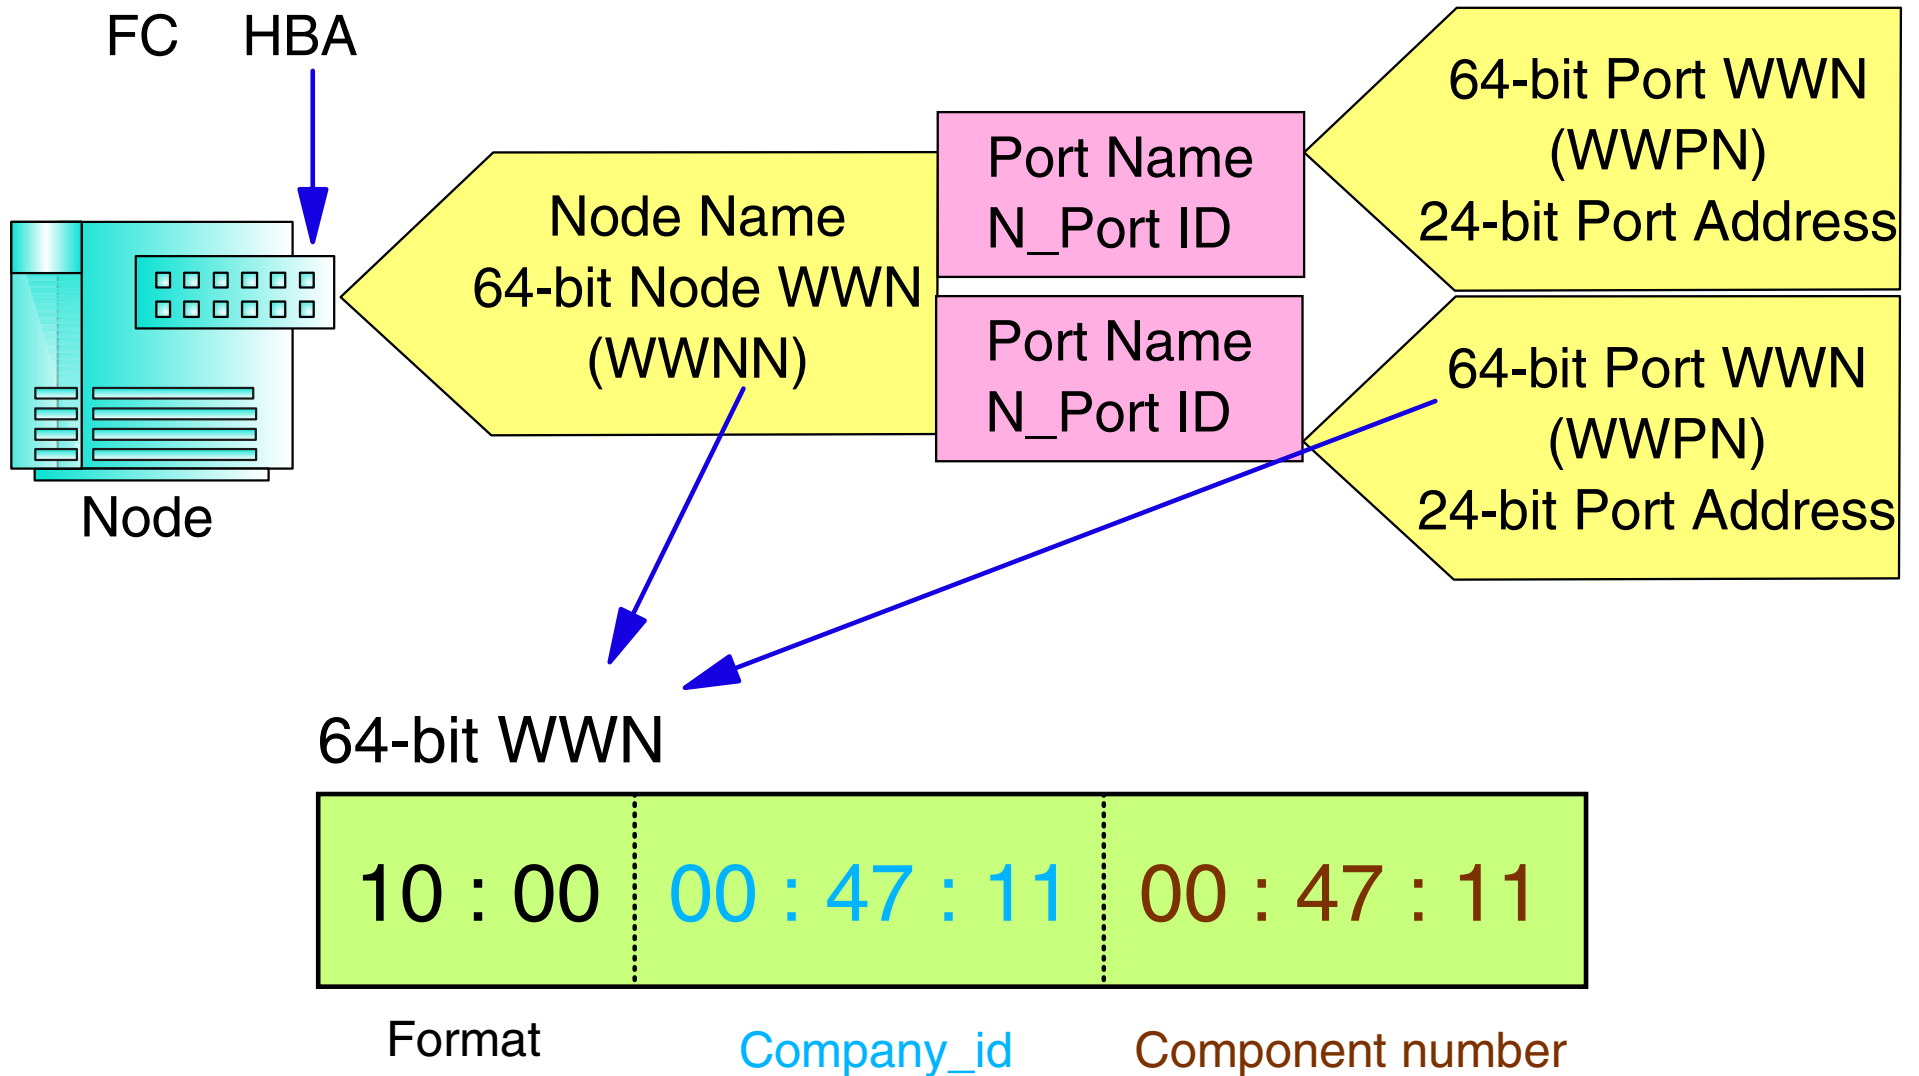 FC HBA
Node
Node Name
64-bit Node WWN
(WWNN)
Port Name
N_Port ID
Port Name
N_Port ID
64-bit Port WWN
(WWPN)
24-bit Port Address
64-bit Port WWN
(WWPN)
24-bit Port Address
64-bit WWN
10 : 00 00 : 47 : 11 00 : 47 : 11
Format Company_id Component number